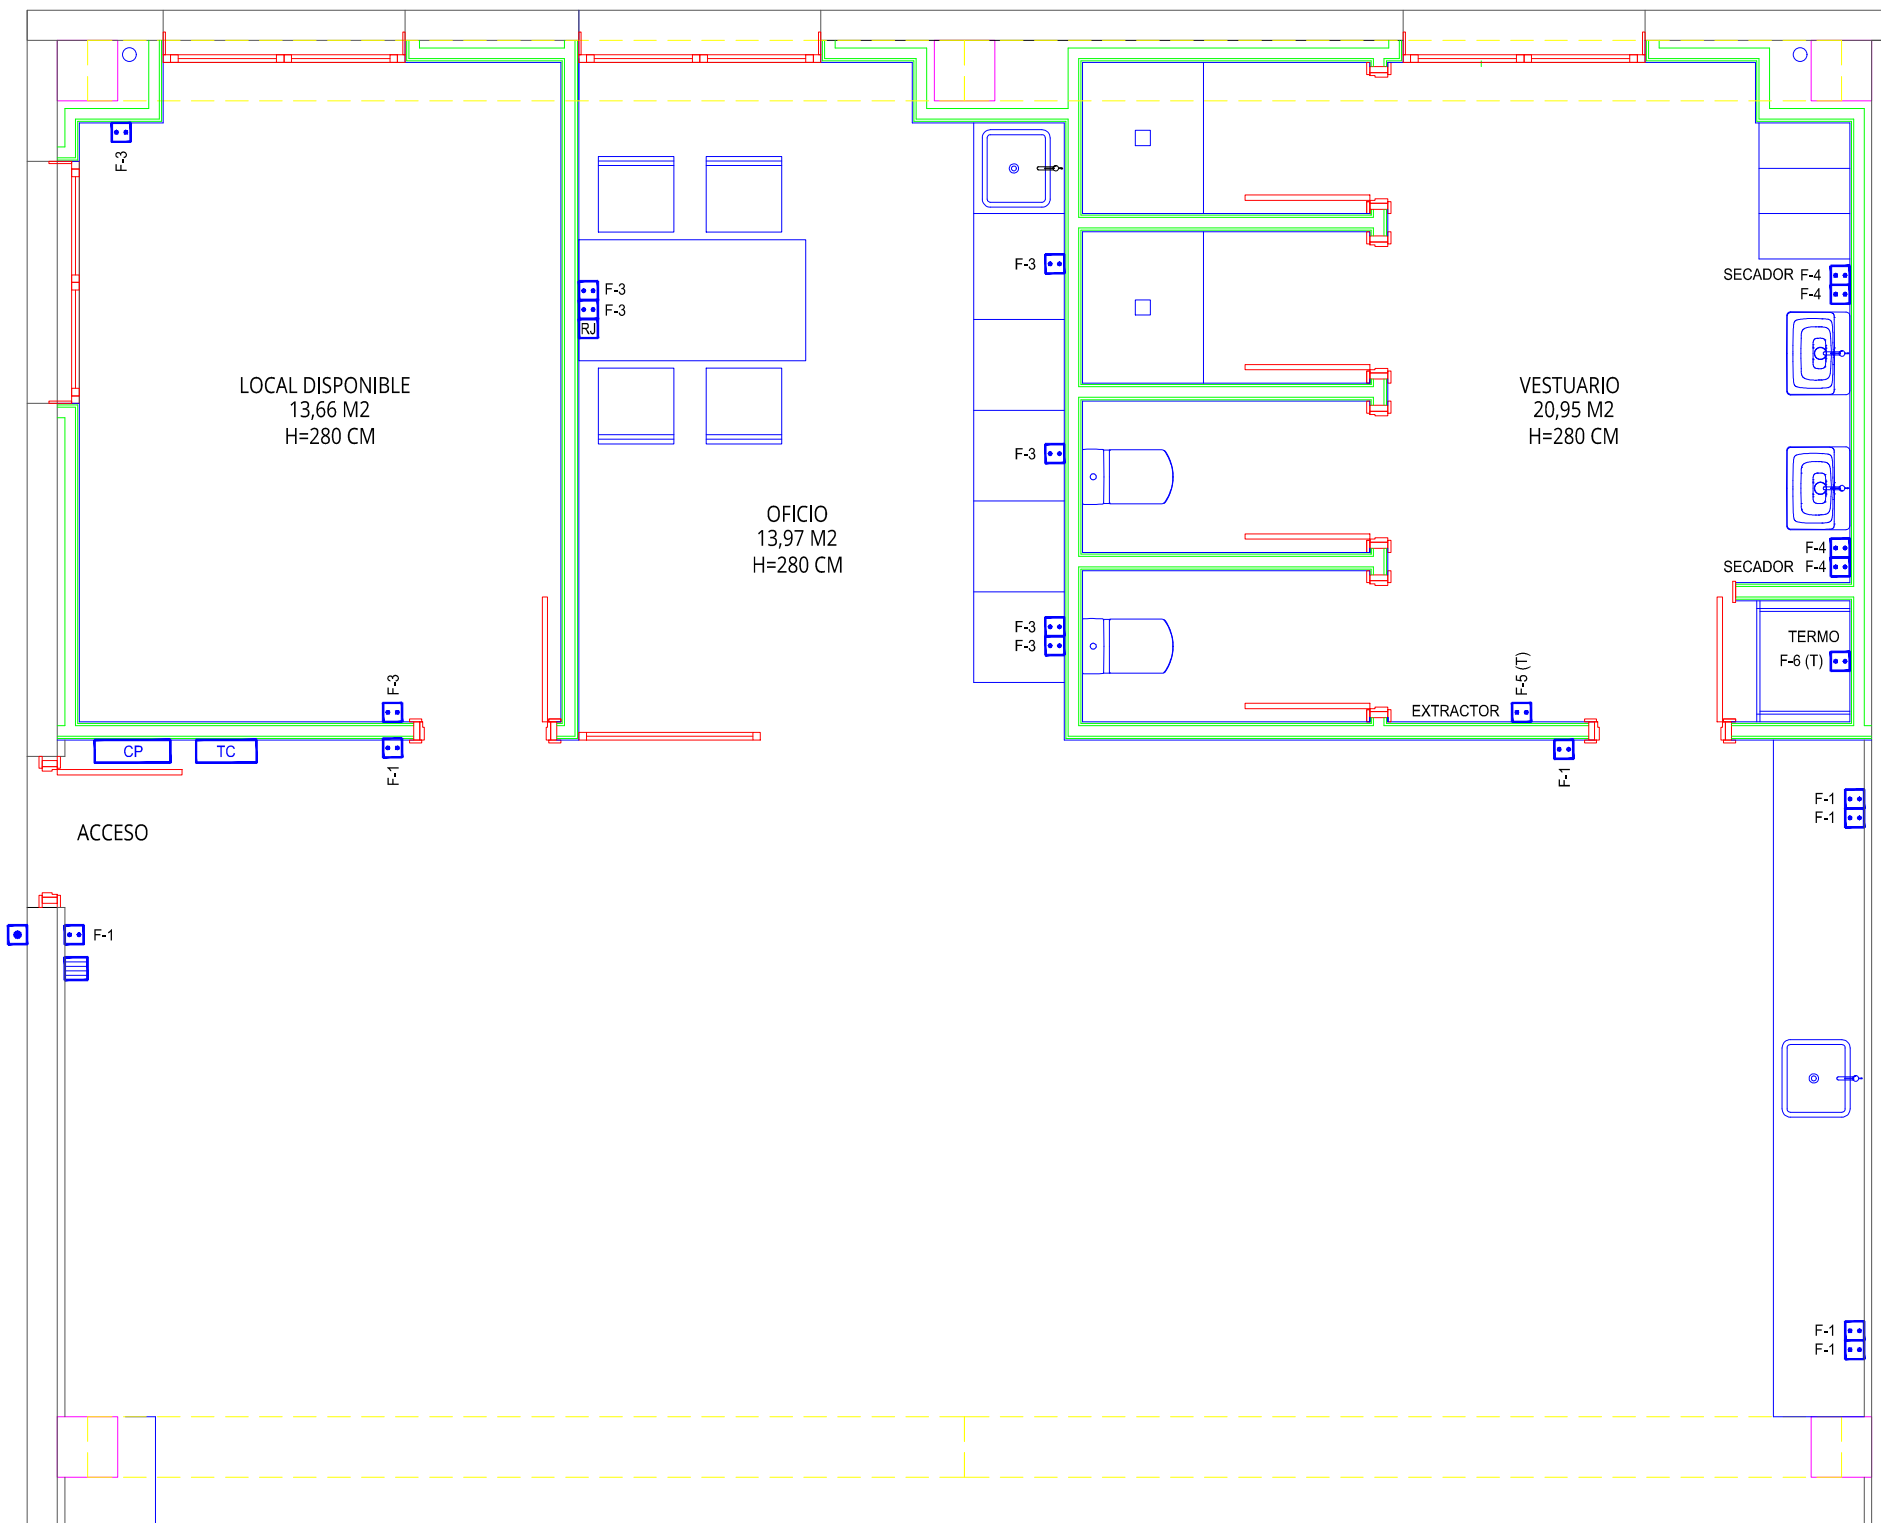 F-3
LOCAL DISPONIBLE
13,66 M2
H=280 CM
F-3
F-3
RJ
OFICIO
13,97 M2
H=280 CM
F-3
F-3
F-3
F-3
VESTUARIO
20,95 M2
H=280 CM
SECADOR F-4
F-4
F-4
SECADOR F-4
TERMO
F-6 (T)
F-5 (T)
EXTRACTOR
F-3
CP
TC
F-1
F-1
F-1
F-1
ACCESO
F-1
F-1
F-1